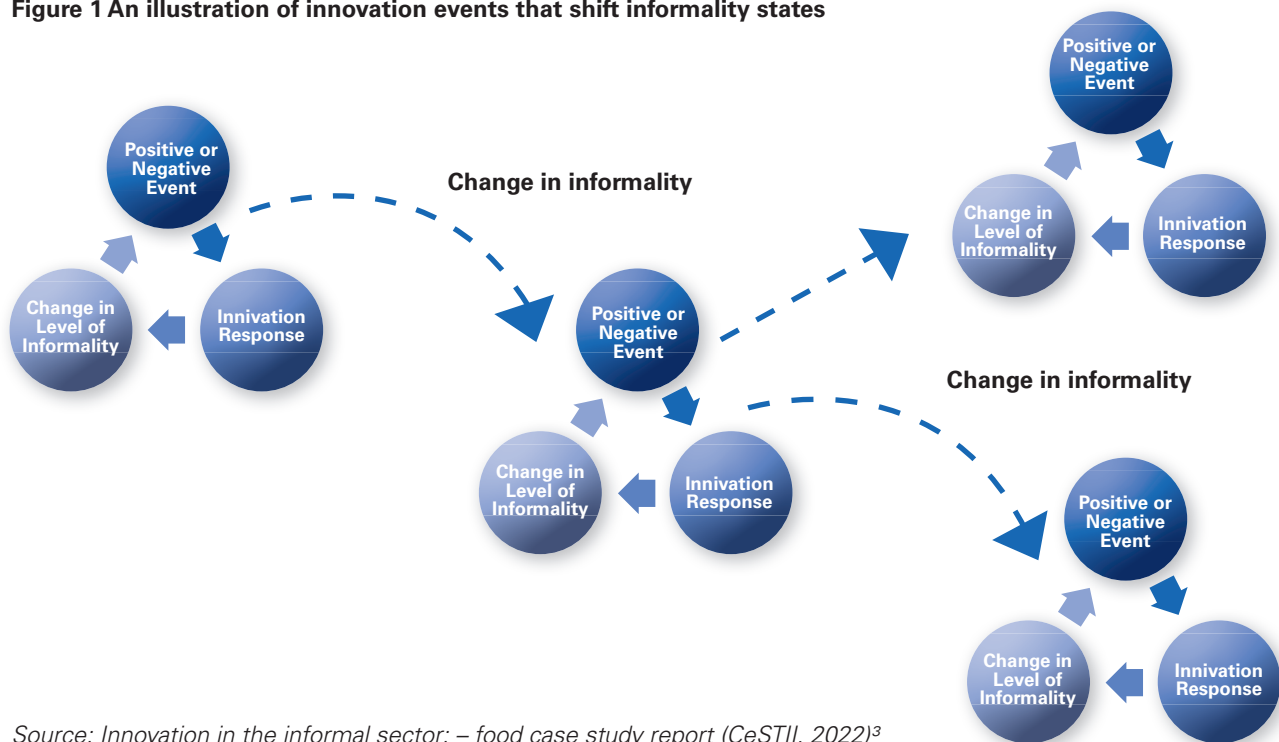 Figure 1 An illustration of innovation events that shift informality states
Positive or
Negative
Event
Innivation
Response
Change in
Level of
Informality
Change in informality
Positive or
Negative
Event
Innivation
Response
Change in
Level of
Informality
Positive or
Negative
Event
Innivation
Response
Change in
Level of
Informality
Change in informality
Positive or
Negative
Event
Innivation
Response
Change in
Level of
Informality
Source: Innovation in the informal sector: – food case study report (CeSTII, 2022)³